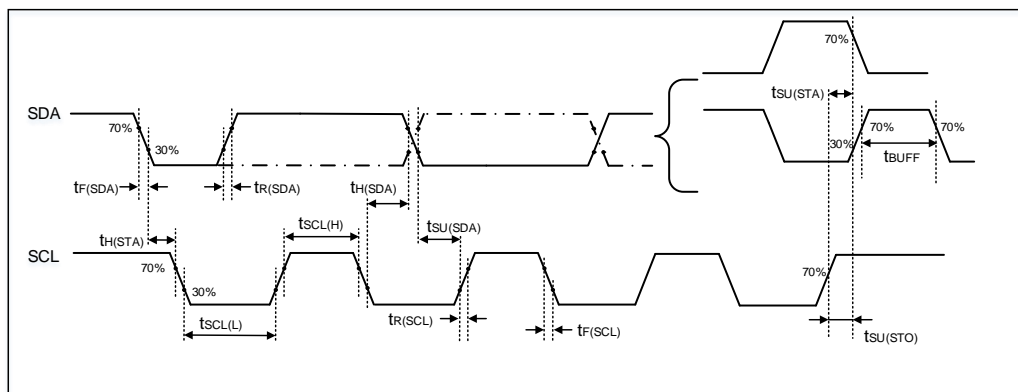 70%
tSU(STA)
SDA
70%
30%
30%
70%
70%
tBUFF
tF(SDA)
tR(SDA)
tH(SDA)
tSCL(H)
tSU(SDA)
tH(STA)
SCL
70%
30%
70%
tSCL(L)
tR(SCL)
tF(SCL)
tSU(STO)